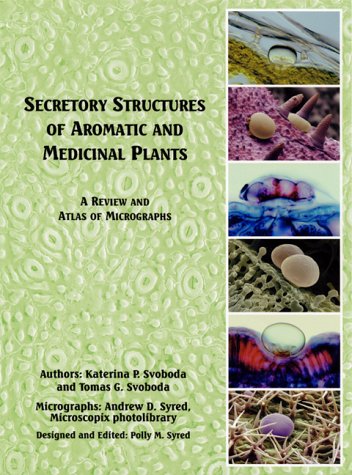 Secretory Structures
of Aromatic and
Medicinal Plants
A Review and
Atlas of Micrographs
Authors: Katerina P. Svoboda
and Tomas G. Svoboda
Micrographs: Andrew D. Syred,
Microscopix photolibrary
Designed and Edited: Polly M. Syred